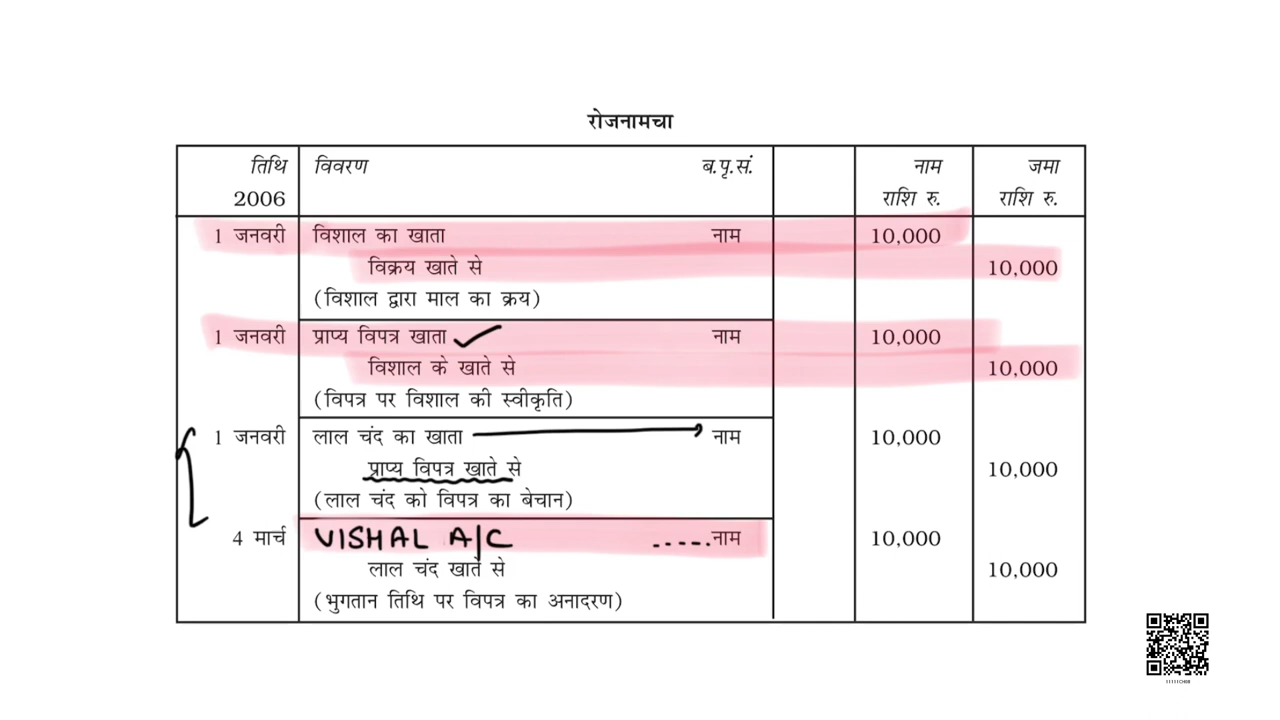 रोजनामचा
तिथि विवरण ब.पृ.सं. नाम जमा
2006 राशि रु. राशि रु.
1 जनवरी विशाल का खाता नाम 10,000
विक्रय खाते से 10,000
(विशाल द्वारा माल का क्रय)
1 जनवरी प्राप्य विपत्र खाता नाम 10,000
विशाल के खाते से 10,000
(विपत्र पर विशाल की स्वीकृति)
1 जनवरी लाल चंद का खाता नाम 10,000
प्राप्य विपत्र खाते से 10,000
(लाल चंद को विपत्र का बेचान)
4 मार्च VISHAL A/C .....नाम 10,000
लाल चंद खाते से 10,000
(भुगतान तिथि पर विपत्र का अनादरण)